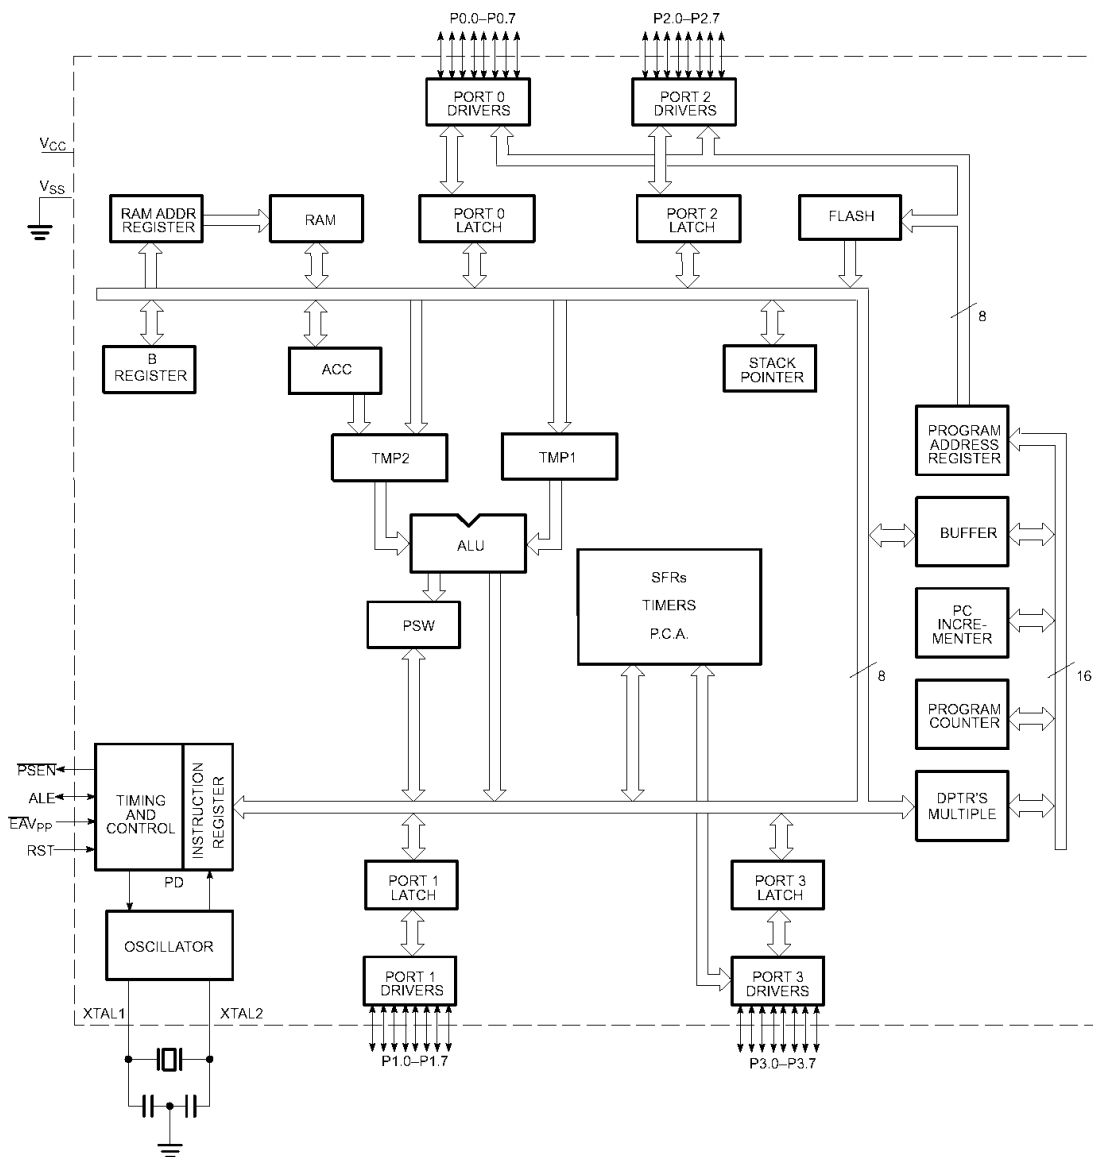 P0.0–P0.7
P2.0–P2.7
PORT 0
DRIVERS
PORT 2
DRIVERS
VCC
VSS
RAM ADDR
REGISTER
RAM
PORT 0
LATCH
PORT 2
LATCH
FLASH
8
B
REGISTER
ACC
STACK
POINTER
PROGRAM
ADDRESS
REGISTER
TMP2
TMP1
BUFFER
ALU
SFRs
TIMERS
P.C.A.
PSW
PC
INCRE-
MENTER
8
16
PROGRAM
COUNTER
PSEN
ALE
EAVPP
RST
TIMING
AND
CONTROL
INSTRUCTION
REGISTER
DPTR'S
MULTIPLE
PD
PORT 1
LATCH
PORT 3
LATCH
OSCILLATOR
PORT 1
DRIVERS
PORT 3
DRIVERS
XTAL1
XTAL2
P1.0–P1.7
P3.0–P3.7